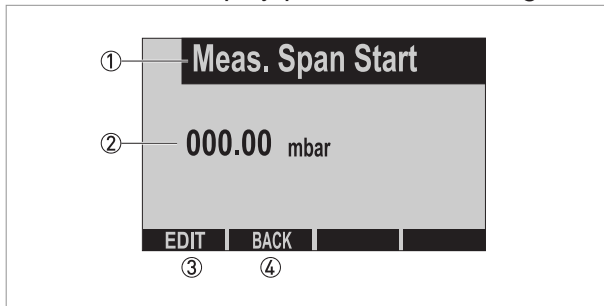 ① Meas. Span Start
② 000.00 mbar
EDIT BACK
③ ④